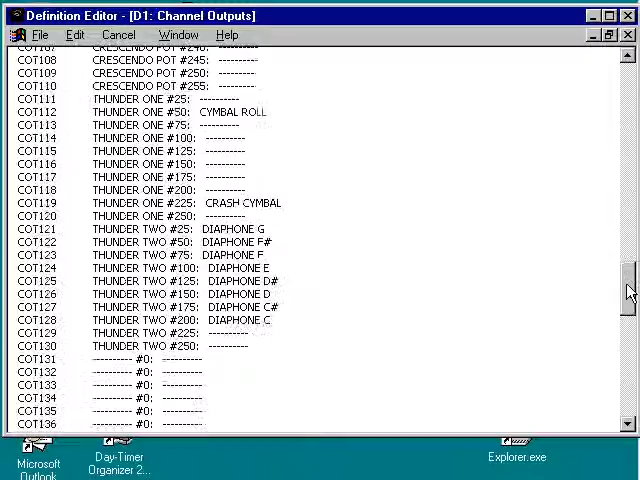 Definition Editor - [D1: Channel Outputs]
File Edit Cancel Window Help
COT107 CRESCENDO POT #240: ----------
COT108 CRESCENDO POT #245: ----------
COT109 CRESCENDO POT #250: ----------
COT110 CRESCENDO POT #255: ----------
COT111 THUNDER ONE #25: ----------
COT112 THUNDER ONE #50: CYMBAL ROLL
COT113 THUNDER ONE #75: ----------
COT114 THUNDER ONE #100: ----------
COT115 THUNDER ONE #125: ----------
COT116 THUNDER ONE #150: ----------
COT117 THUNDER ONE #175: ----------
COT118 THUNDER ONE #200: ----------
COT119 THUNDER ONE #225: CRASH CYMBAL
COT120 THUNDER ONE #250: ----------
COT121 THUNDER TWO #25: DIAPHONE G
COT122 THUNDER TWO #50: DIAPHONE F#
COT123 THUNDER TWO #75: DIAPHONE F
COT124 THUNDER TWO #100: DIAPHONE E
COT125 THUNDER TWO #125: DIAPHONE D#
COT126 THUNDER TWO #150: DIAPHONE D
COT127 THUNDER TWO #175: DIAPHONE C#
COT128 THUNDER TWO #200: DIAPHONE C
COT129 THUNDER TWO #225: ----------
COT130 THUNDER TWO #250: ----------
COT131 ---------- #0: ----------
COT132 ---------- #0: ----------
COT133 ---------- #0: ----------
COT134 ---------- #0: ----------
COT135 ---------- #0: ----------
COT136 ---------- #0: ----------
Microsoft Outlook
Day-Timer Organizer 2...
Explorer.exe